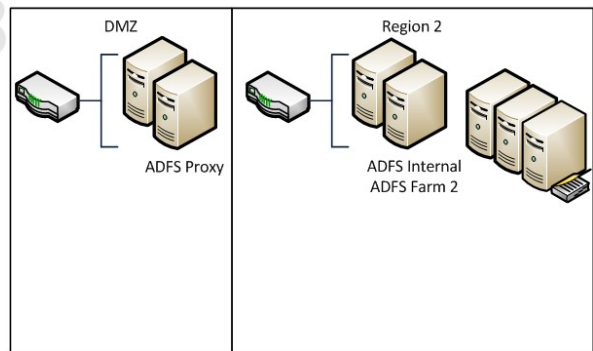 DMZ
ADFS Proxy
Region 2
ADFS Internal
ADFS Farm 2